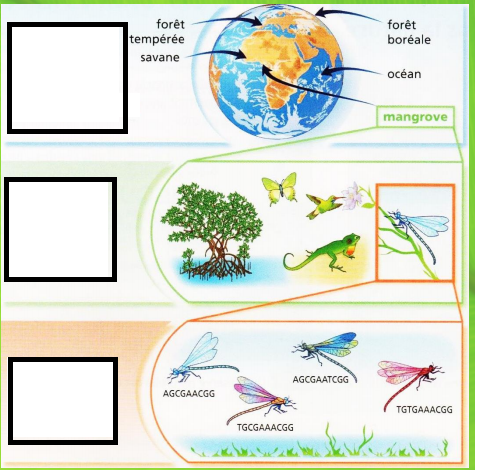 forêt
tempérée
savane
forêt
boréale
océan
mangrove
AGCGAACGG
TGCGAAACGG
AGCGAATCGG
TGTGAAACGG